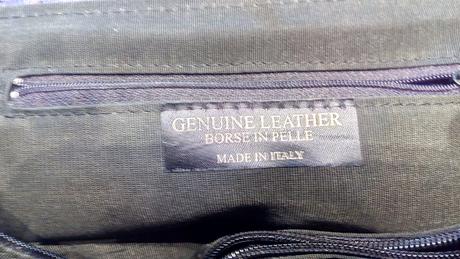 GENUINE LEATHER
BORSE IN PELLE
MADE IN ITALY